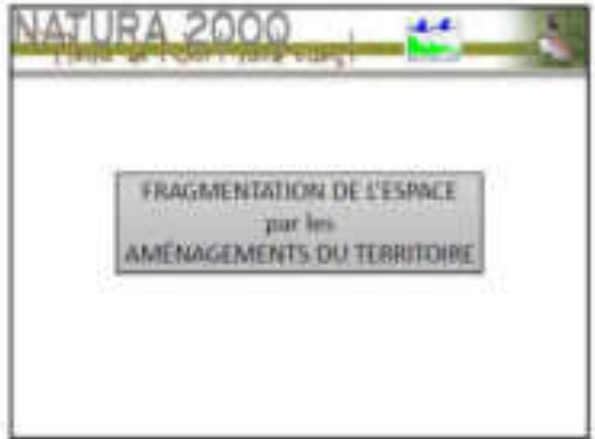 NATURA 2000
FRAGMENTATION DE L'ESPACE
par les
AMÉNAGEMENTS DU TERRITOIRE